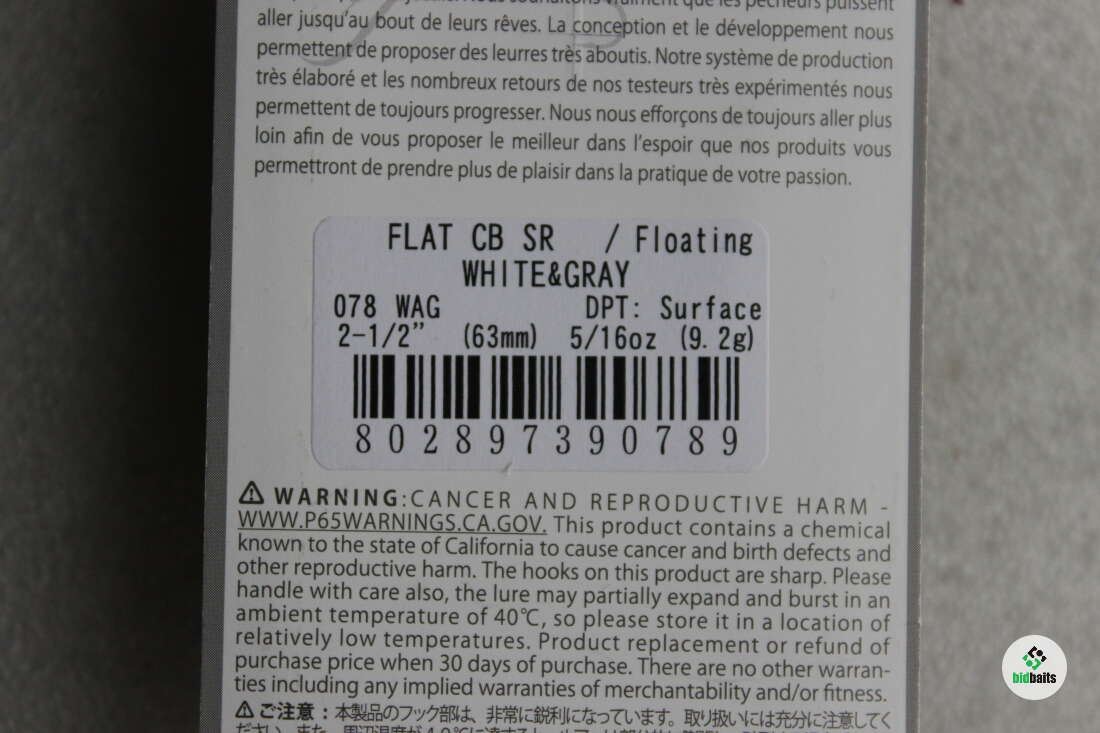 Nous souhaitons vraiment que les pêcheurs puissent
aller jusqu'au bout de leurs rêves. La conception et le développement nous
permettent de proposer des leurres très aboutis. Notre système de production
très élaboré et les nombreux retours de nos testeurs très expérimentés nous
permettent de toujours progresser. Nous nous efforçons de toujours aller plus
loin afin de vous proposer le meilleur dans l'espoir que nos produits vous
permettront de prendre plus de plaisir dans la pratique de votre passion.
FLAT CB SR / Floating
WHITE&GRAY
078 WAG DPT: Surface
2-1/2” (63mm) 5/16oz (9.2g)
802897390789
⚠ WARNING:CANCER AND REPRODUCTIVE HARM -
WWW.P65WARNINGS.CA.GOV. This product contains a chemical
known to the state of California to cause cancer and birth defects and
other reproductive harm. The hooks on this product are sharp. Please
handle with care also, the lure may partially expand and burst in an
ambient temperature of 40℃, so please store it in a location of
relatively low temperatures. Product replacement or refund of
purchase price when 30 days of purchase. There are no other warran-
ties including any implied warranties of merchantability and/or fitness.
⚠ ご注意：本製品のフック部は、非常に鋭利になっています。取り扱いには充分に注意してく
bidbaits